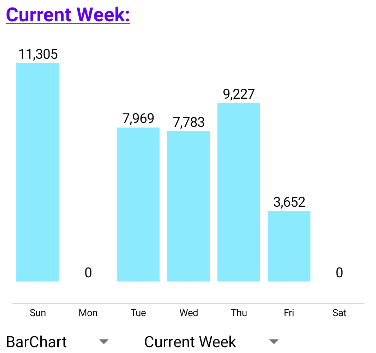 Current Week:
11,305
9,227
7,969
7,783
3,652
0
0
Sun Mon Tue Wed Thu Fri Sat
BarChart Current Week